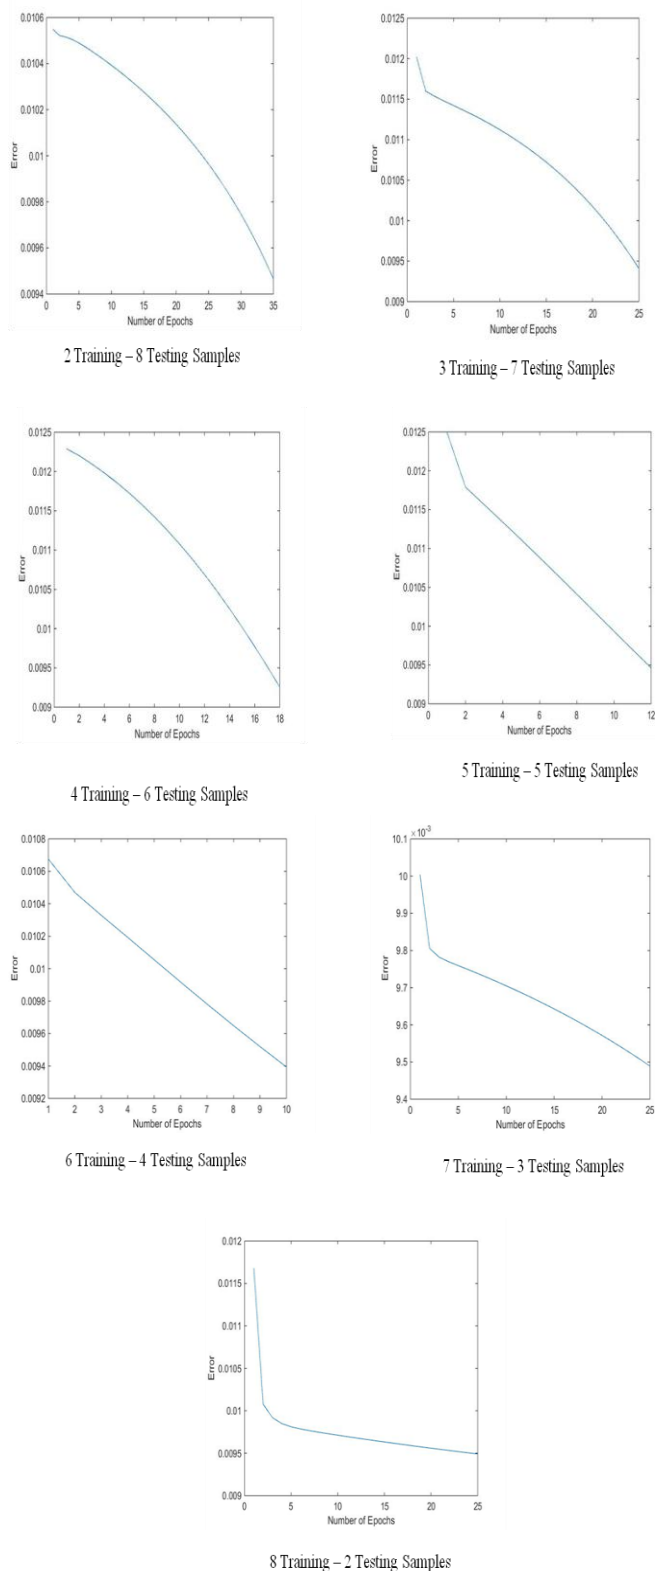 0.0106
0.0104
0.0102
0.01
0.0098
0.0096
0.0094
Error
0 5 10 15 20 25 30 35
Number of Epochs
2 Training – 8 Testing Samples
0.0125
0.012
0.0115
0.011
0.0105
0.01
0.0095
0.009
Error
0 5 10 15 20 25
Number of Epochs
3 Training – 7 Testing Samples
0.0125
0.012
0.0115
0.011
0.0105
0.01
0.0095
0.009
Error
0 2 4 6 8 10 12 14 16 18
Number of Epochs
4 Training – 6 Testing Samples
0.0125
0.012
0.0115
0.011
0.0105
0.01
0.0095
0.009
Error
0 2 4 6 8 10 12
Number of Epochs
5 Training – 5 Testing Samples
0.0108
0.0106
0.0104
0.0102
0.01
0.0098
0.0096
0.0094
0.0092
Error
1 2 3 4 5 6 7 8 9 10
Number of Epochs
6 Training – 4 Testing Samples
× 10⁻³
10.1
10
9.9
9.8
9.7
9.6
9.5
9.4
Error
0 5 10 15 20 25
Number of Epochs
7 Training – 3 Testing Samples
0.012
0.0115
0.011
0.0105
0.01
0.0095
0.009
Error
0 5 10 15 20 25
Number of Epochs
8 Training – 2 Testing Samples